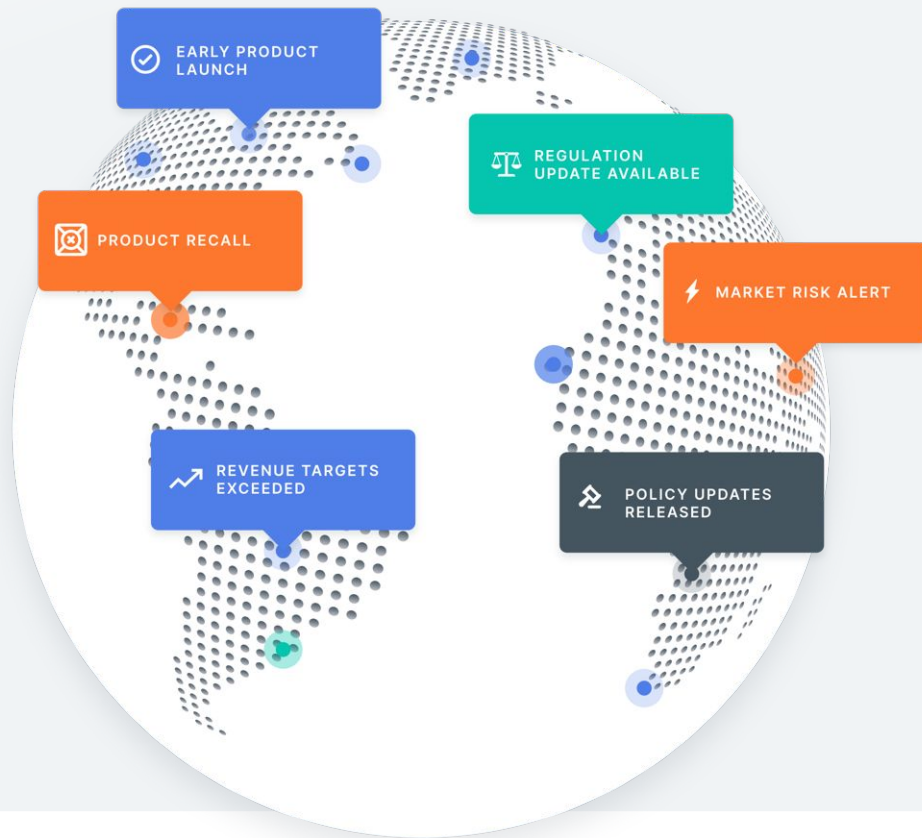 EARLY PRODUCT
LAUNCH
REGULATION
UPDATE AVAILABLE
PRODUCT RECALL
MARKET RISK ALERT
REVENUE TARGETS
EXCEEDED
POLICY UPDATES
RELEASED